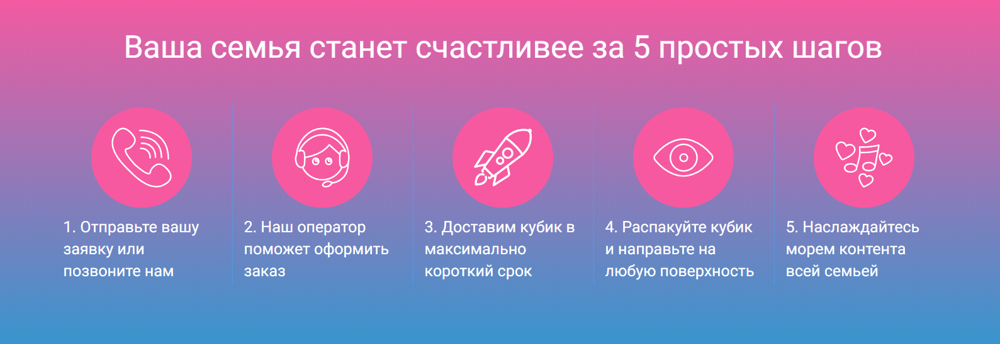 Ваша семья станет счастливее за 5 простых шагов
1. Отправьте вашу
заявку или
позвоните нам
2. Наш оператор
поможет оформить
заказ
3. Доставим кубик в
максимально
короткий срок
4. Распакуйте кубик
и направьте на
любую поверхность
5. Наслаждайтесь
морем контента
всей семьей